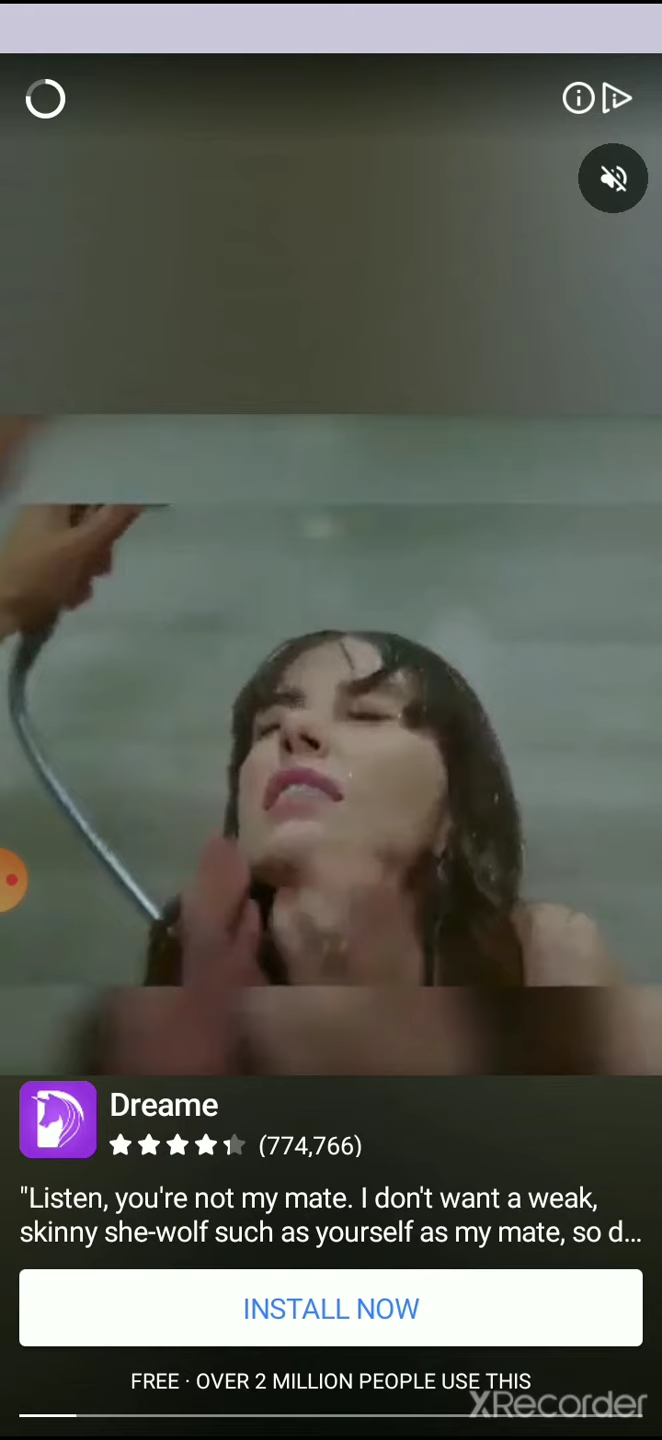 Dreame
(774,766)
"Listen, you're not my mate. I don't want a weak,
skinny she-wolf such as yourself as my mate, so d...
INSTALL NOW
FREE · OVER 2 MILLION PEOPLE USE THIS
XRecorder